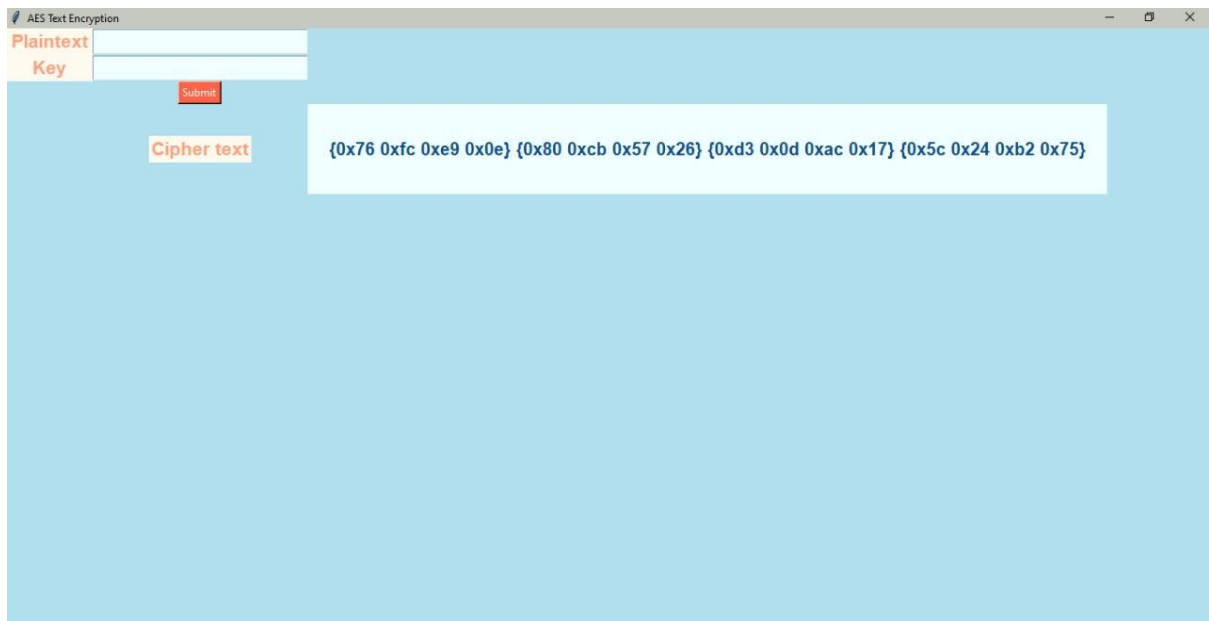 AES Text Encryption
Plaintext
Key
Submit
Cipher text {0x76 0xfc 0xe9 0x0e} {0x80 0xcb 0x57 0x26} {0xd3 0x0d 0xac 0x17} {0x5c 0x24 0xb2 0x75}